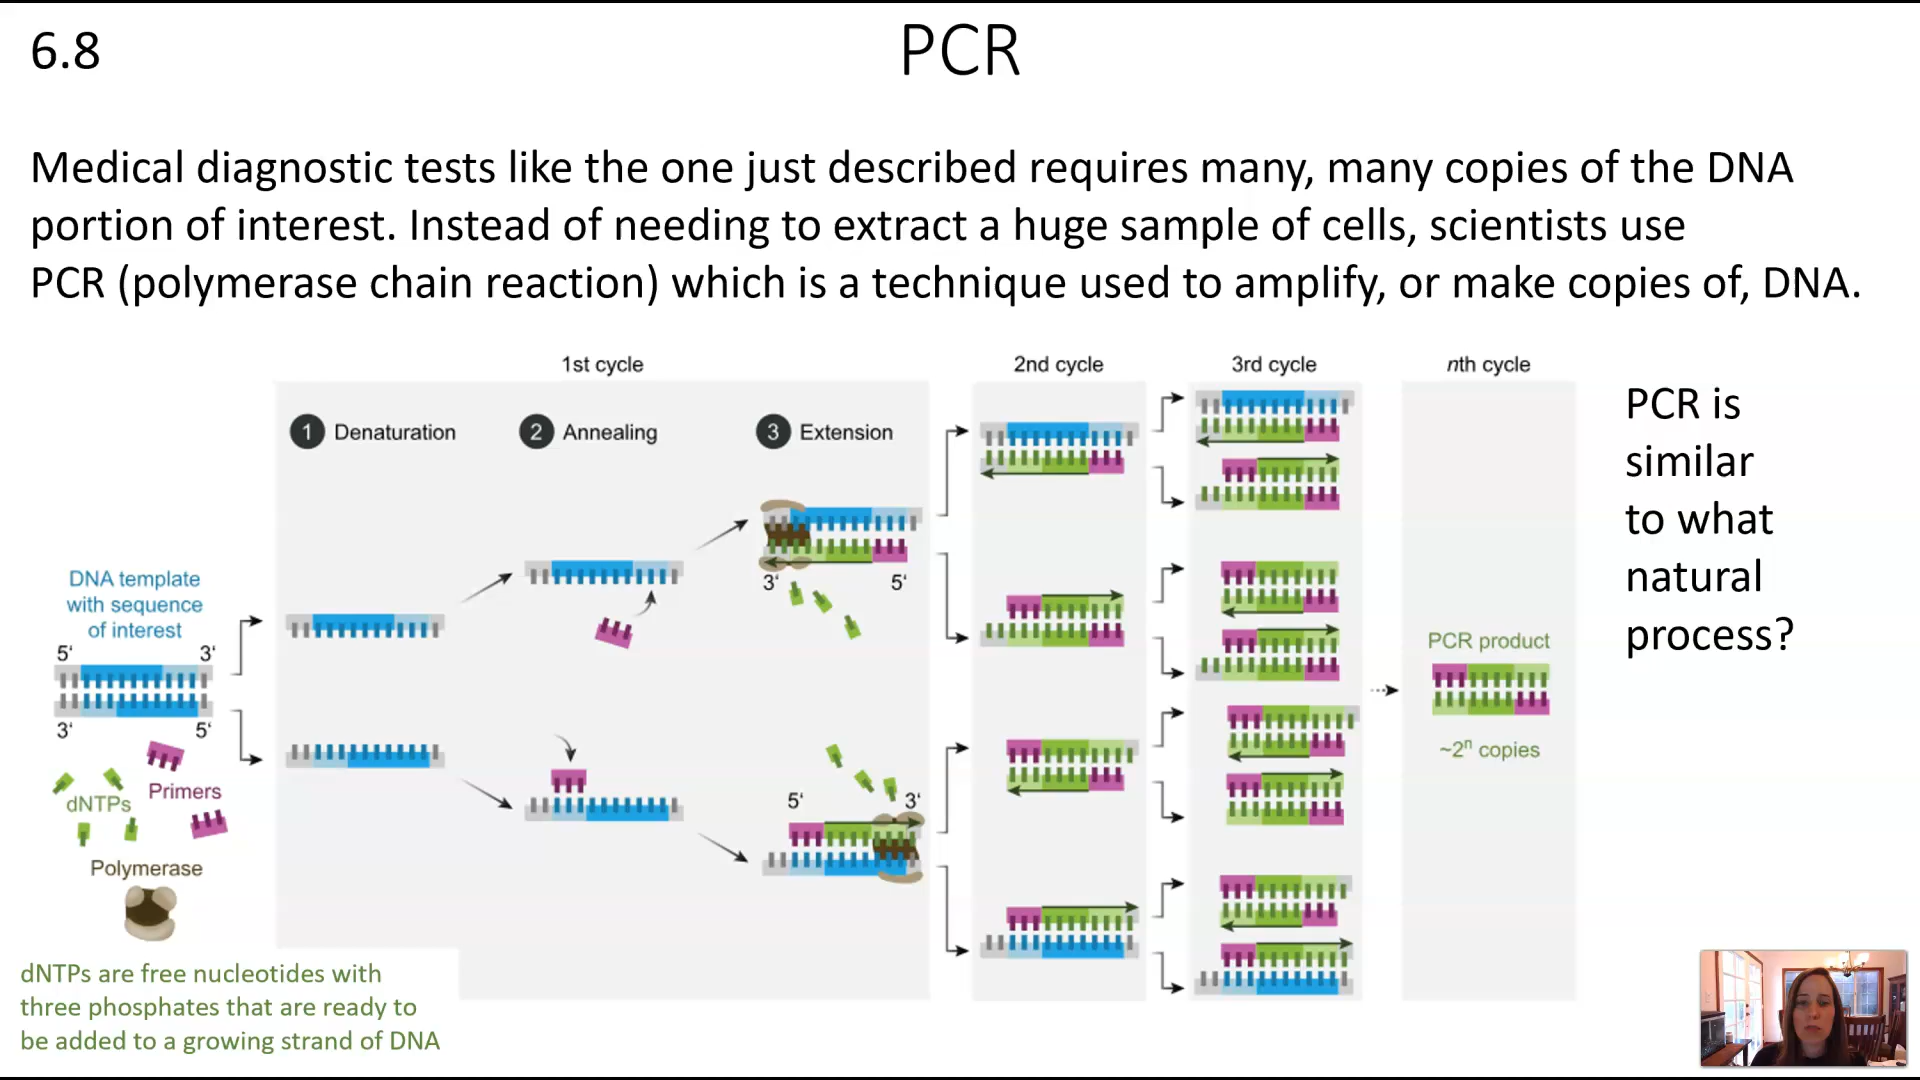 6.8
PCR
Medical diagnostic tests like the one just described requires many, many copies of the DNA
portion of interest. Instead of needing to extract a huge sample of cells, scientists use
PCR (polymerase chain reaction) which is a technique used to amplify, or make copies of, DNA.
1st cycle
2nd cycle
3rd cycle
nth cycle
1 Denaturation
2 Annealing
3 Extension
DNA template
with sequence
of interest
5‘ 3‘
3‘ 5‘
Primers
dNTPs
Polymerase
3‘ 5‘
5‘ 3‘
PCR product
~2ⁿ copies
PCR is
similar
to what
natural
process?
dNTPs are free nucleotides with
three phosphates that are ready to
be added to a growing strand of DNA